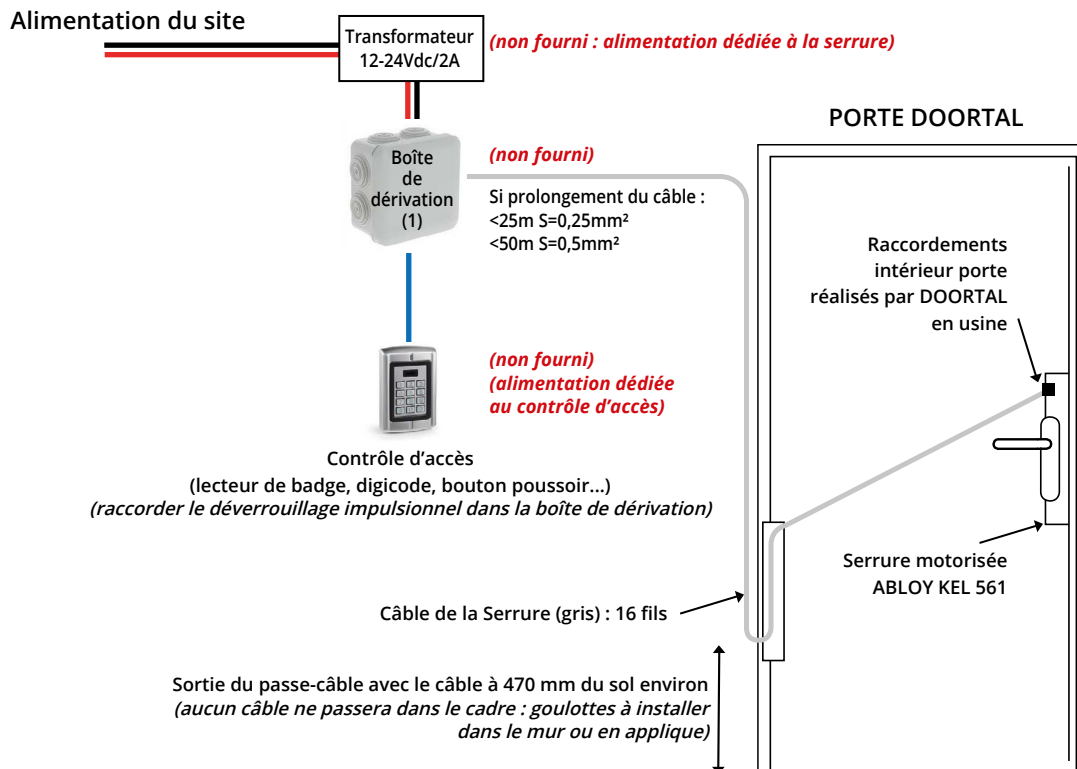 Alimentation du site
Transformateur
12-24Vdc/2A
(non fourni : alimentation dédiée à la serrure)
PORTE DOORTAL
Boîte
de
dérivation
(1)
(non fourni)
Si prolongement du câble :
<25m S=0,25mm²
<50m S=0,5mm²
Raccordements
intérieur porte
réalisés par DOORTAL
en usine
(non fourni)
(alimentation dédiée
au contrôle d’accès)
Contrôle d’accès
(lecteur de badge, digicode, bouton poussoir...)
(raccorder le déverrouillage impulsionnel dans la boîte de dérivation)
Serrure motorisée
ABLOY KEL 561
Câble de la Serrure (gris) : 16 fils
Sortie du passe-câble avec le câble à 470 mm du sol environ
(aucun câble ne passera dans le cadre : goulottes à installer
dans le mur ou en applique)